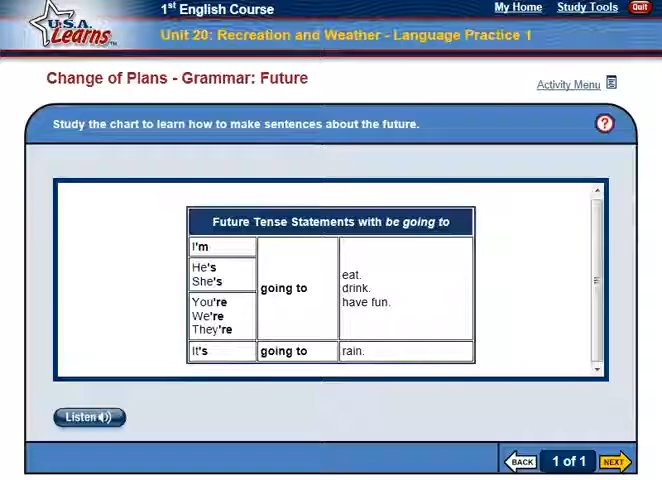 U.S.A.
Learns™
1st English Course
My Home
Study Tools
Quit
Unit 20: Recreation and Weather - Language Practice 1
Change of Plans - Grammar: Future
Activity Menu
Study the chart to learn how to make sentences about the future.
?
Future Tense Statements with be going to
I'm
He's
She's
You're
We're
They're
going to
eat.
drink.
have fun.
It's
going to
rain.
Listen
BACK
1 of 1
NEXT